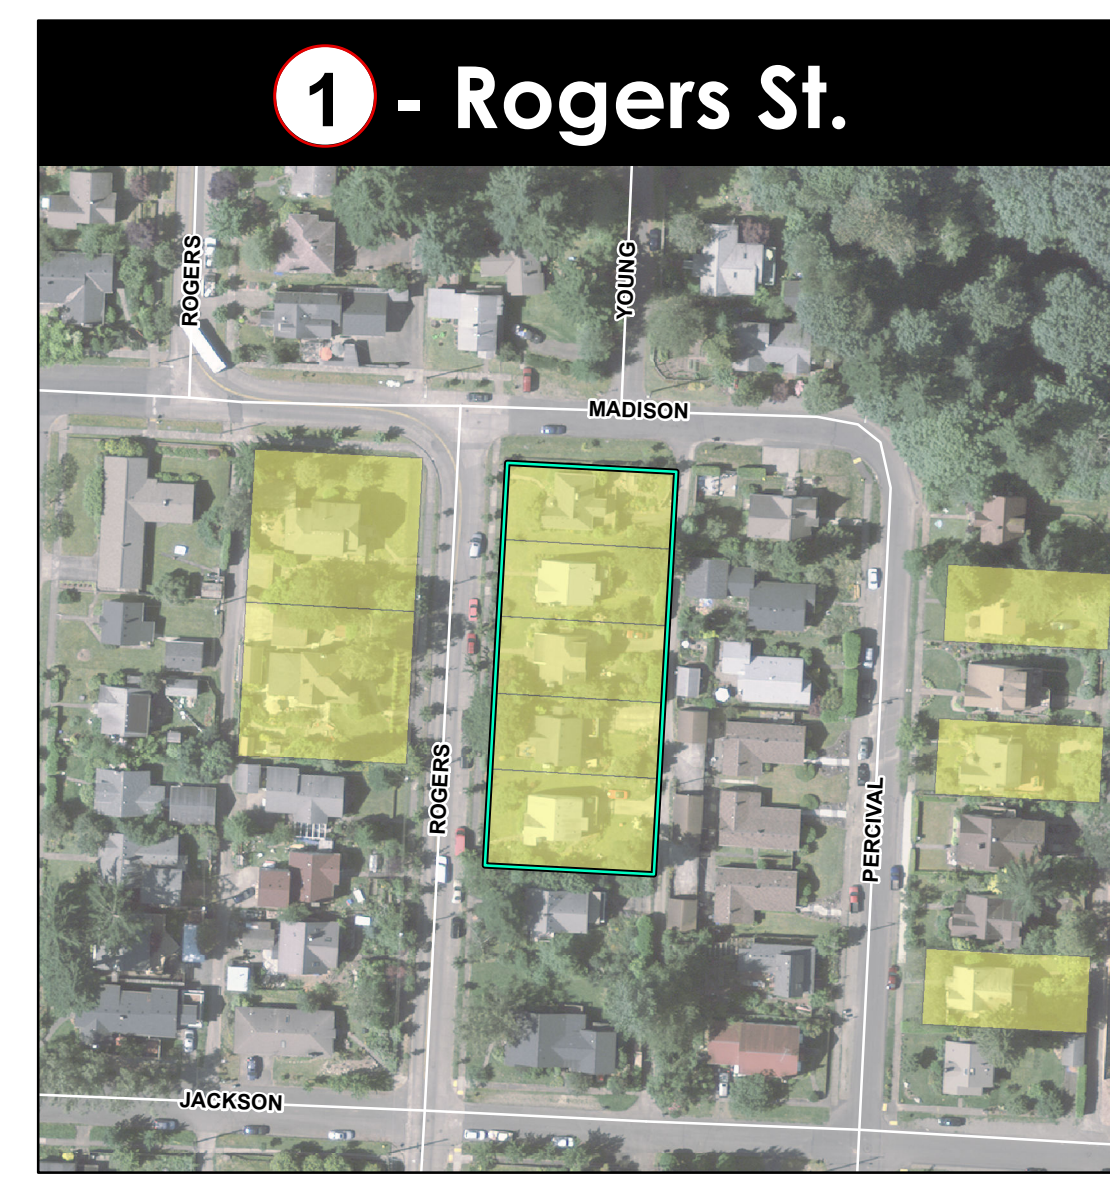 1 - Rogers St.
ROGERS
YOUNG
MADISON
ROGERS
PERCIVAL
JACKSON